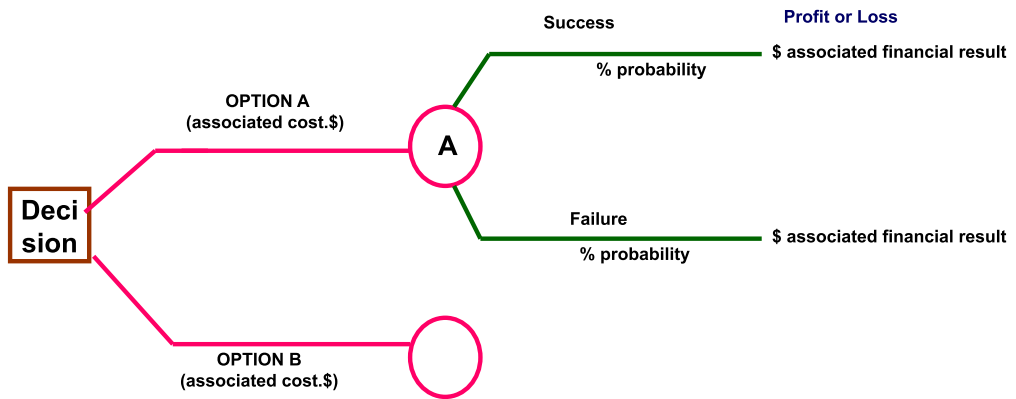 Profit or Loss
Success
$ associated financial result
% probability
OPTION A
(associated cost.$)
A
Deci
sion
Failure
$ associated financial result
% probability
OPTION B
(associated cost.$)